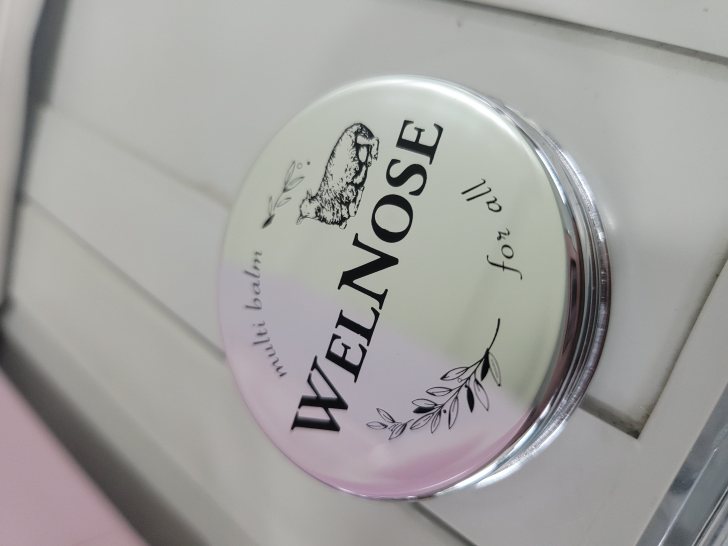 multi balm
WELNOSE
for all